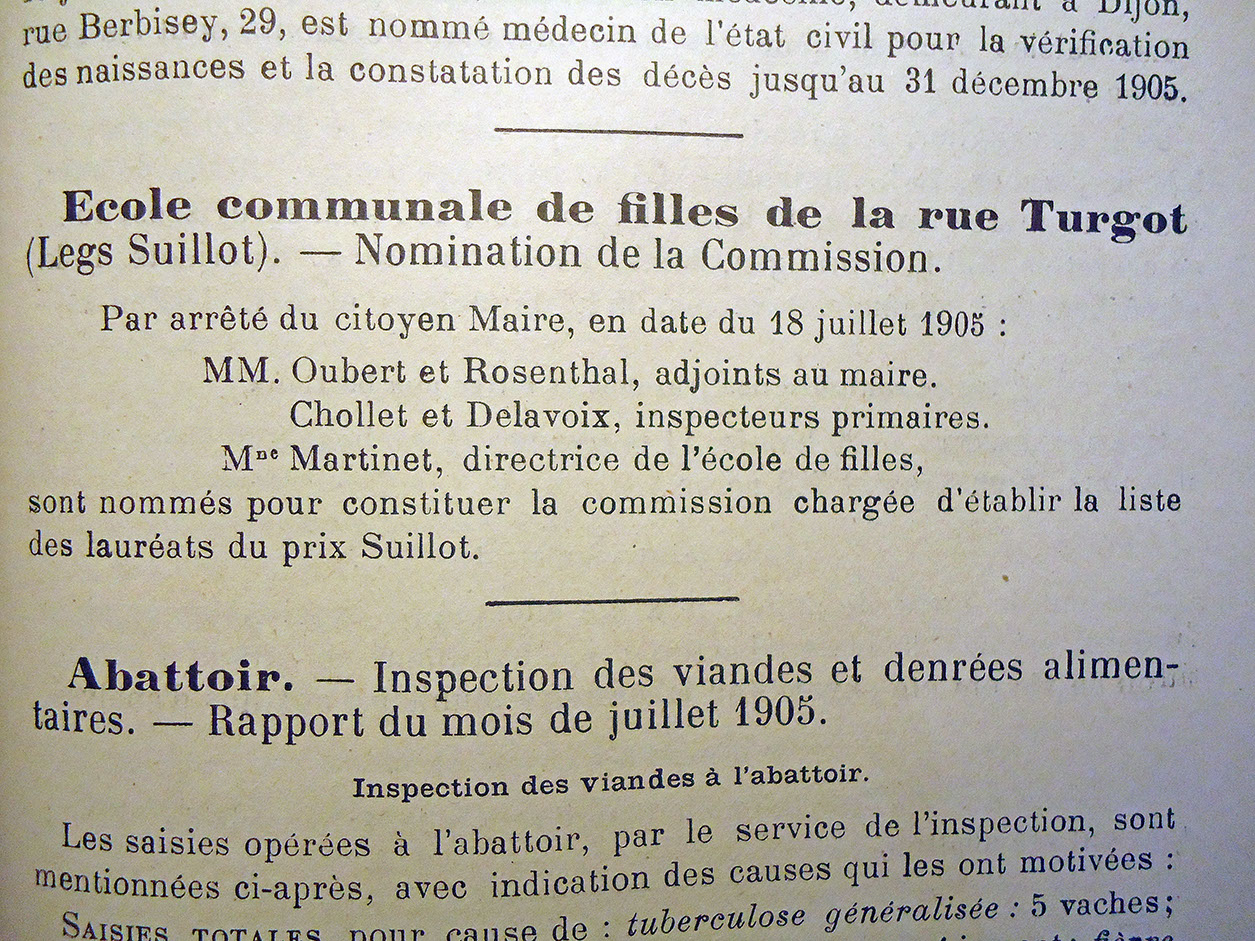 demeurant à Dijon,
rue Berbisey, 29, est nommé médecin de l'état civil pour la vérification
des naissances et la constatation des décès jusqu'au 31 décembre 1905.
Ecole communale de filles de la rue Turgot
(Legs Suillot). — Nomination de la Commission.
Par arrêté du citoyen Maire, en date du 18 juillet 1905 :
MM. Oubert et Rosenthal, adjoints au maire.
Chollet et Delavoix, inspecteurs primaires.
Mᵐᵉ Martinet, directrice de l'école de filles,
sont nommés pour constituer la commission chargée d'établir la liste
des lauréats du prix Suillot.
Abattoir. — Inspection des viandes et denrées alimen-
taires. — Rapport du mois de juillet 1905.
Inspection des viandes à l'abattoir.
Les saisies opérées à l'abattoir, par le service de l'inspection, sont
mentionnées ci-après, avec indication des causes qui les ont motivées :
SAISIES TOTALES pour cause de : tuberculose généralisée : 5 vaches;
fièvre